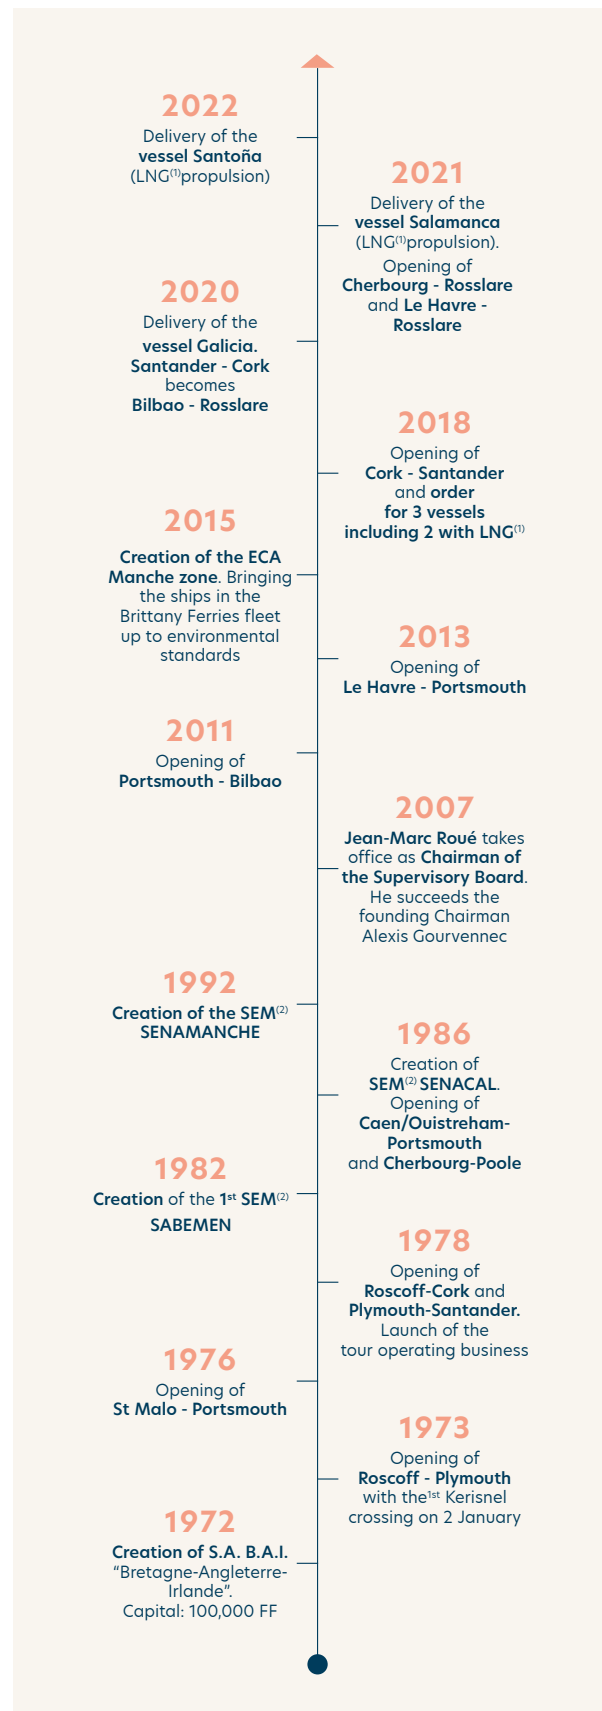 2022
Delivery of the
vessel Santoña
(LNG(1)propulsion)
2021
Delivery of the
vessel Salamanca
(LNG(1)propulsion).
Opening of
Cherbourg - Rosslare
and Le Havre -
Rosslare
2020
Delivery of the
vessel Galicia.
Santander - Cork
becomes
Bilbao - Rosslare
2018
Opening of
Cork - Santander
and order
for 3 vessels
including 2 with LNG(1)
2015
Creation of the ECA
Manche zone. Bringing
the ships in the
Brittany Ferries fleet
up to environmental
standards
2013
Opening of
Le Havre - Portsmouth
2011
Opening of
Portsmouth - Bilbao
2007
Jean-Marc Roué takes
office as Chairman of
the Supervisory Board.
He succeeds the
founding Chairman
Alexis Gourvennec
1992
Creation of the SEM(2)
SENAMANCHE
1986
Creation of
SEM(2) SENACAL.
Opening of
Caen/Ouistreham-
Portsmouth
and Cherbourg-Poole
1982
Creation of the 1st SEM(2)
SABEMEN
1978
Opening of
Roscoff-Cork and
Plymouth-Santander.
Launch of the
tour operating business
1976
Opening of
St Malo - Portsmouth
1973
Opening of
Roscoff - Plymouth
with the1st Kerisnel
crossing on 2 January
1972
Creation of S.A. B.A.I.
“Bretagne-Angleterre-
Irlande”.
Capital: 100,000 FF